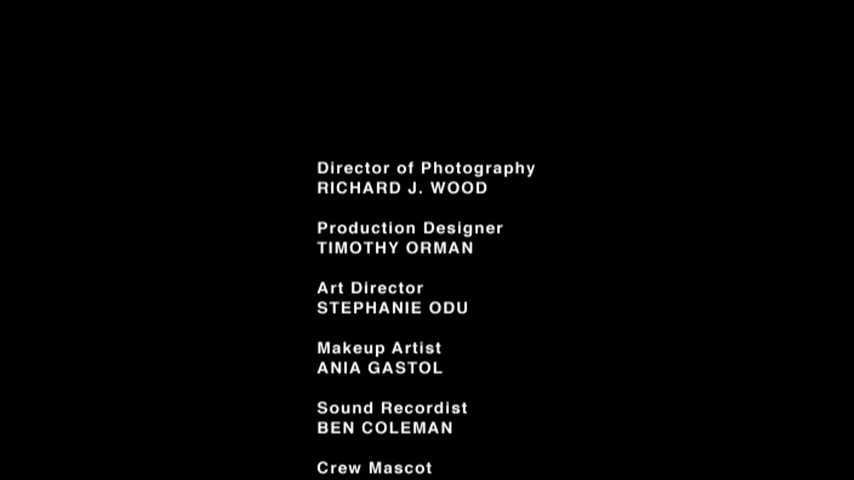 Director of Photography
RICHARD J. WOOD
Production Designer
TIMOTHY ORMAN
Art Director
STEPHANIE ODU
Makeup Artist
ANIA GASTOL
Sound Recordist
BEN COLEMAN
Crew Mascot